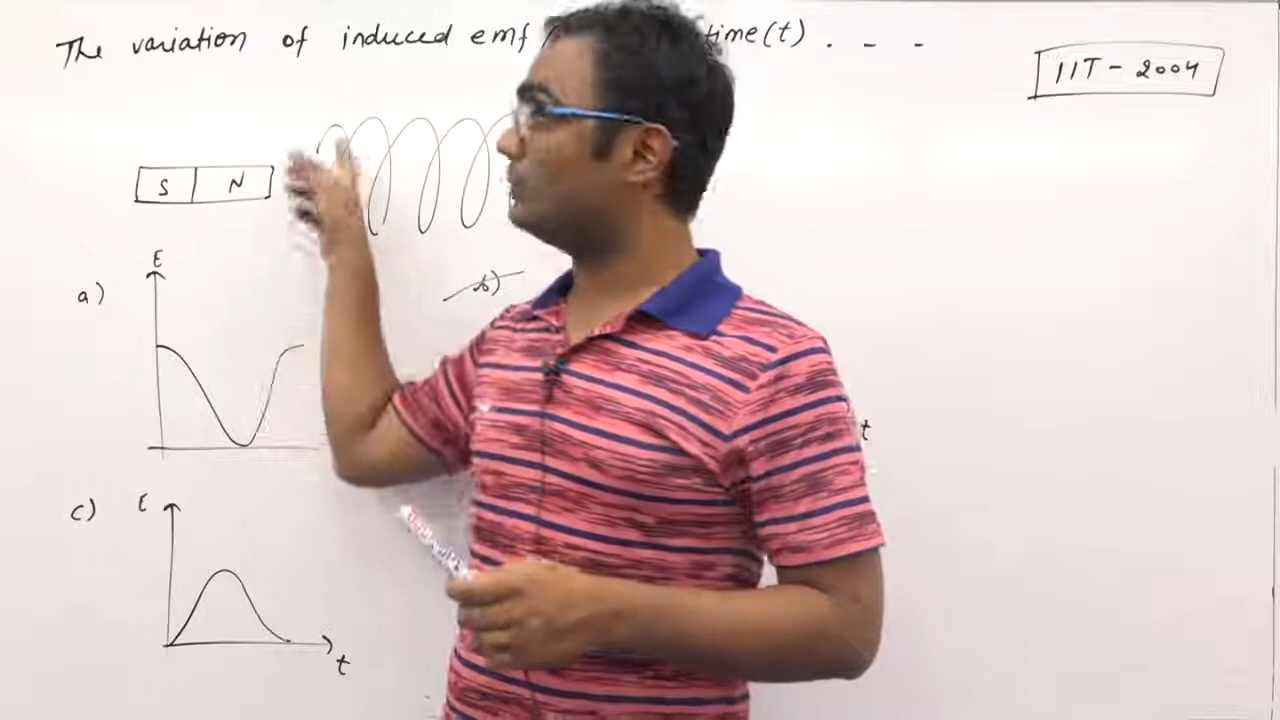 The variation of induced emf time(t) . - -
IIT - 2004
S N
a) E
b)
t
c) E
t